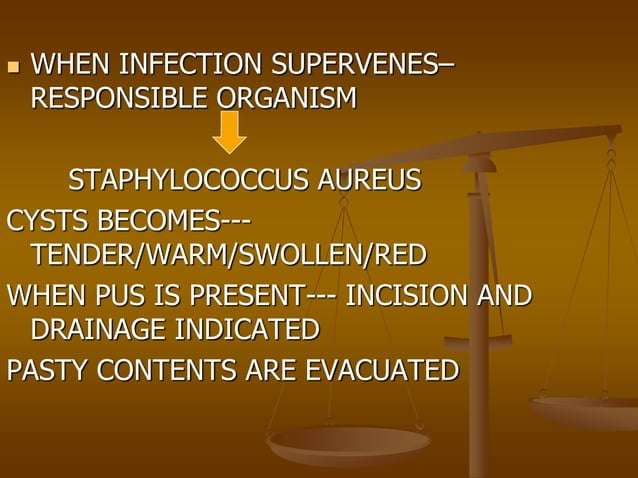 WHEN INFECTION SUPERVENES–
RESPONSIBLE ORGANISM
STAPHYLOCOCCUS AUREUS
CYSTS BECOMES---
TENDER/WARM/SWOLLEN/RED
WHEN PUS IS PRESENT--- INCISION AND
DRAINAGE INDICATED
PASTY CONTENTS ARE EVACUATED